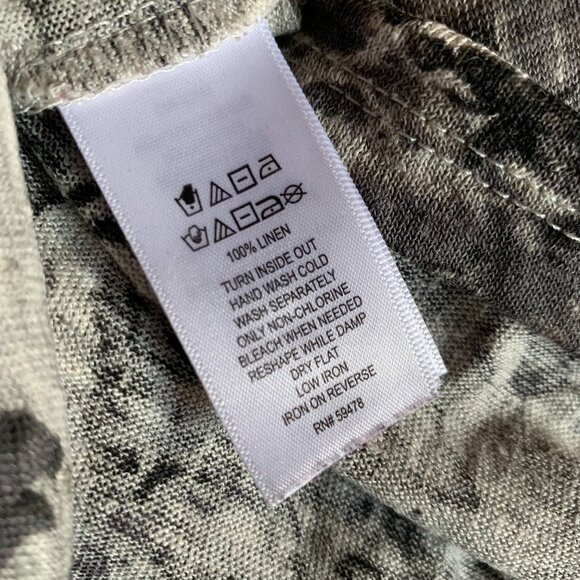 100% LINEN
TURN INSIDE OUT
HAND WASH COLD
WASH SEPARATELY
ONLY NON-CHLORINE
BLEACH WHEN NEEDED
RESHAPE WHILE DAMP
DRY FLAT
LOW IRON
IRON ON REVERSE
RN# 59478